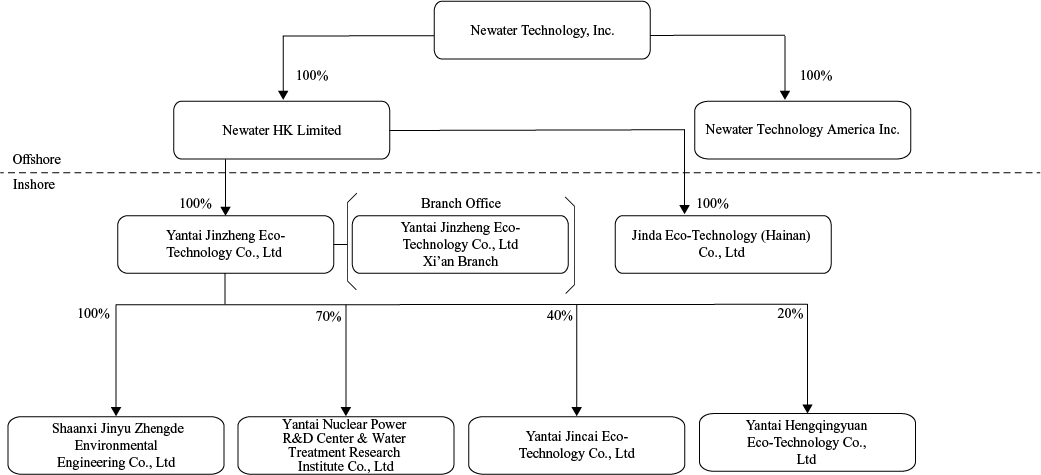 Newater Technology, Inc.
100%
100%
Newater HK Limited
Newater Technology America Inc.
Offshore
Inshore
100%
Branch Office
100%
Yantai Jinzheng Eco-
Technology Co., Ltd
Yantai Jinzheng Eco-
Technology Co., Ltd
Xi’an Branch
Jinda Eco-Technology (Hainan)
Co., Ltd
100%
70%
40%
20%
Shaanxi Jinyu Zhengde
Environmental
Engineering Co., Ltd
Yantai Nuclear Power
R&D Center & Water
Treatment Research
Institute Co., Ltd
Yantai Jincai Eco-
Technology Co., Ltd
Yantai Hengqingyuan
Eco-Technology Co.,
Ltd